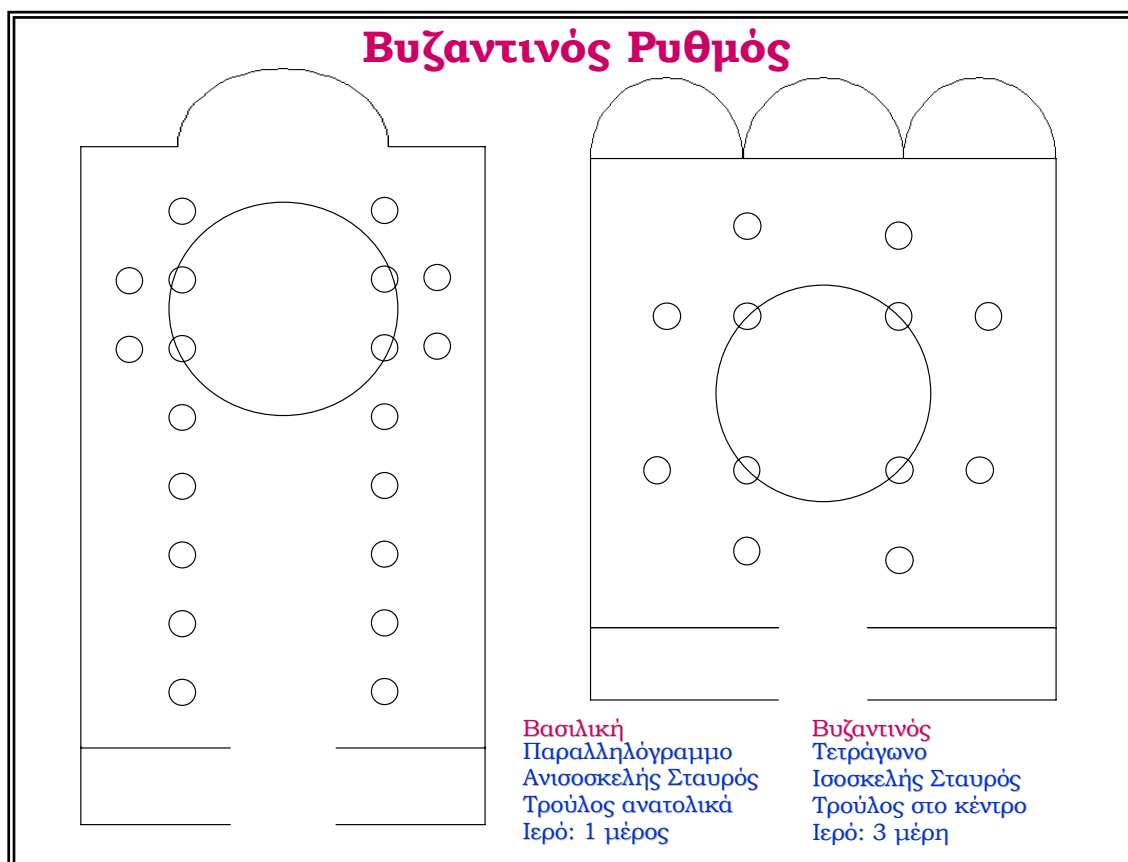 Βυζαντινός Ρυθμός
Βασιλική
Παραλληλόγραμμο
Ανισοσκελής Σταυρός
Τρούλος ανατολικά
Ιερό: 1 μέρος
Βυζαντινός
Τετράγωνο
Ισοσκελής Σταυρός
Τρούλος στο κέντρο
Ιερό: 3 μέρη